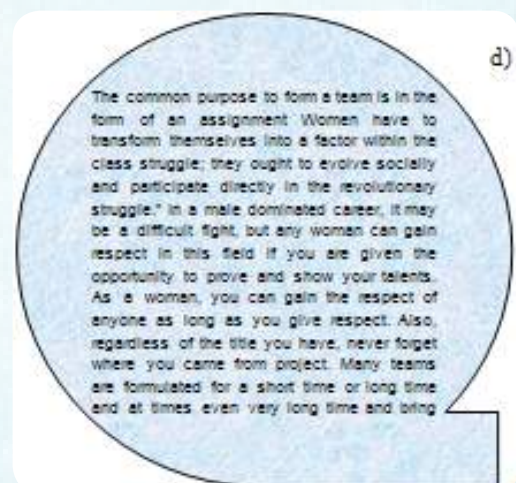 d)
The common purpose to form a team is in the
form of an assignment Women have to
transform themselves into a factor within the
class struggle; they ought to evolve socially
and participate directly in the revolutionary
struggle." In a male dominated career, it may
be a difficult fight, but any woman can gain
respect in this field if you are given the
opportunity to prove and show your talents.
As a woman, you can gain the respect of
anyone as long as you give respect. Also,
regardless of the title you have, never forget
where you came from project. Many teams
are formulated for a short time or long time
and at times even very long time and bring